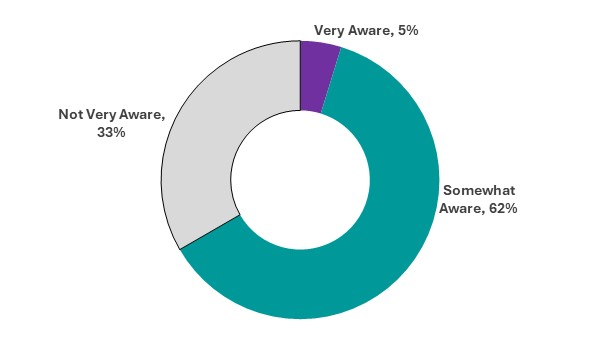 Very Aware, 5%
Not Very Aware,
33%
Somewhat
Aware, 62%